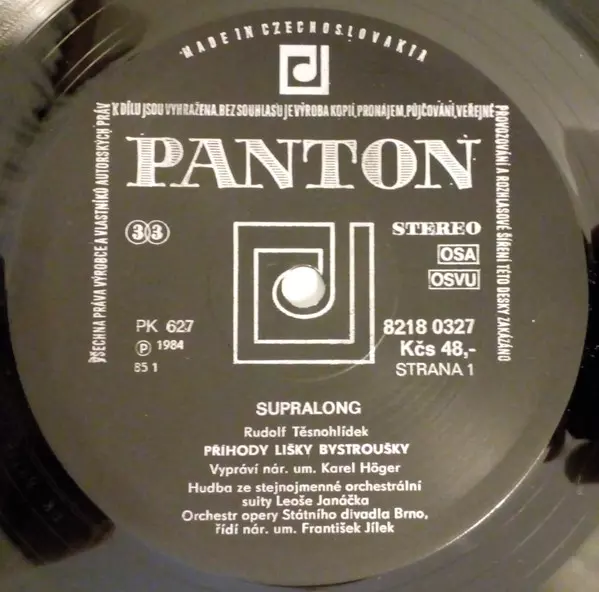 MADE IN CZECHOSLOVAKIA
VŠECHNA PRÁVA VÝROBCE A VLASTNÍKŮ AUTORSKÝCH PRÁV
K DÍLU JSOU VYHRAŽENA. BEZ SOUHLASU JE VÝROBA KOPIÍ, PRONÁJEM, PŮJČOVÁNÍ, VEŘEJNÉ
PROVOZOVÁNÍ A ROZHLASOVÉ ŠÍŘENÍ TÉTO DESKY ZAKÁZÁNO
PANTON
33
STEREO
OSA
OSVU
PK 627
8218 0327
Ⓟ 1984
Kčs 48,-
85 1
STRANA 1
SUPRALONG
Rudolf Těsnohlídek
PŘÍHODY LIŠKY BYSTROUŠKY
Vypráví nár. um. Karel Höger
Hudba ze stejnojmenné orchestrální
suity Leoše Janáčka
Orchestr opery Státního divadla Brno,
řídí nár. um. František Jílek